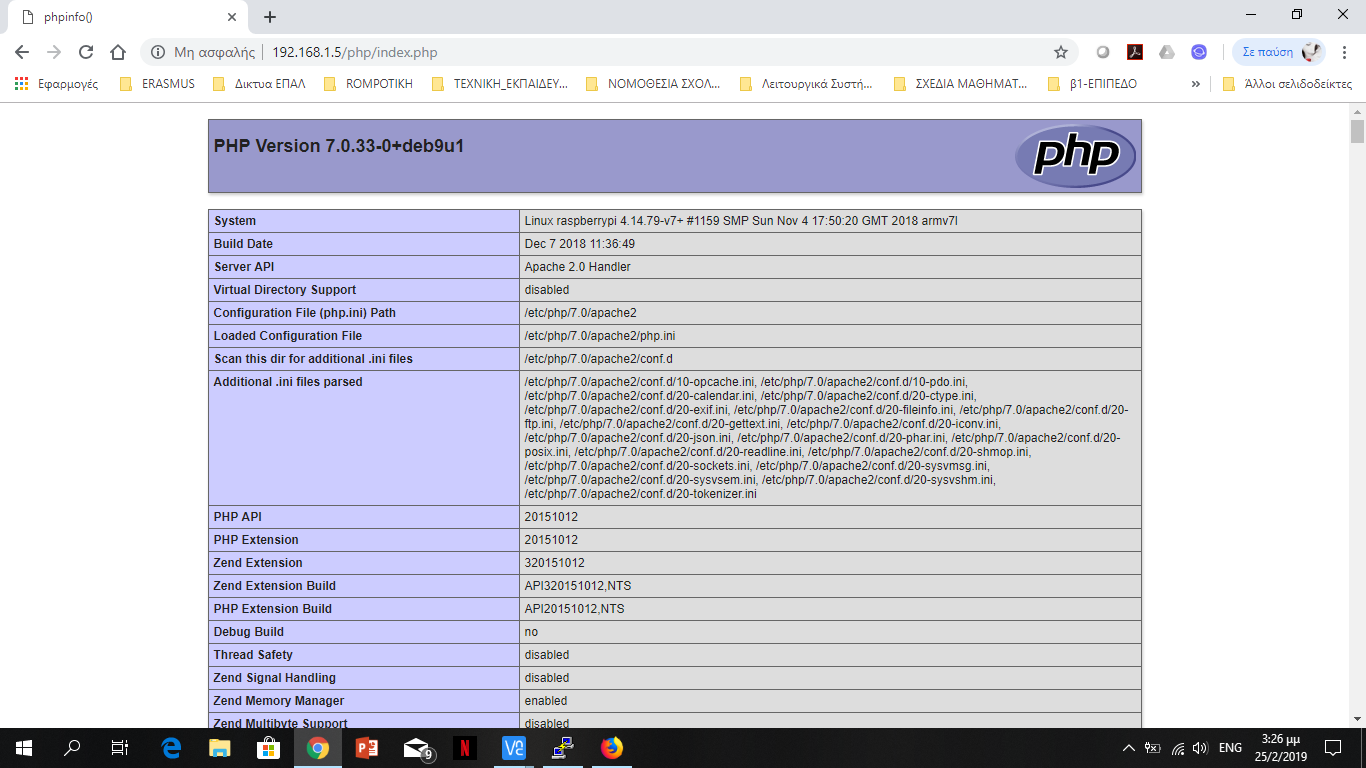 phpinfo()
Μη ασφαλής 192.168.1.5/php/index.php Σε παύση
Εφαρμογές ERASMUS Δικτυα ΕΠΑΛ ROMPOTIKH ΤΕΧΝΙΚΗ_ΕΚΠΑΙΔΕΥ... ΝΟΜΟΘΕΣΙΑ ΣΧΟΛ... Λειτουργικά Συστή... ΣΧΕΔΙΑ ΜΑΘΗΜΑΤ... β1-ΕΠΙΠΕΔΟ » Άλλοι σελιδοδείκτες
PHP Version 7.0.33-0+deb9u1 php
System Linux raspberrypi 4.14.79-v7+ #1159 SMP Sun Nov 4 17:50:20 GMT 2018 armv7l
Build Date Dec 7 2018 11:36:49
Server API Apache 2.0 Handler
Virtual Directory Support disabled
Configuration File (php.ini) Path /etc/php/7.0/apache2
Loaded Configuration File /etc/php/7.0/apache2/php.ini
Scan this dir for additional .ini files /etc/php/7.0/apache2/conf.d
Additional .ini files parsed /etc/php/7.0/apache2/conf.d/10-opcache.ini, /etc/php/7.0/apache2/conf.d/10-pdo.ini,
/etc/php/7.0/apache2/conf.d/20-calendar.ini, /etc/php/7.0/apache2/conf.d/20-ctype.ini,
/etc/php/7.0/apache2/conf.d/20-exif.ini, /etc/php/7.0/apache2/conf.d/20-fileinfo.ini, /etc/php/7.0/apache2/conf.d/20-
ftp.ini, /etc/php/7.0/apache2/conf.d/20-gettext.ini, /etc/php/7.0/apache2/conf.d/20-iconv.ini,
/etc/php/7.0/apache2/conf.d/20-json.ini, /etc/php/7.0/apache2/conf.d/20-phar.ini, /etc/php/7.0/apache2/conf.d/20-
posix.ini, /etc/php/7.0/apache2/conf.d/20-readline.ini, /etc/php/7.0/apache2/conf.d/20-shmop.ini,
/etc/php/7.0/apache2/conf.d/20-sockets.ini, /etc/php/7.0/apache2/conf.d/20-sysvmsg.ini,
/etc/php/7.0/apache2/conf.d/20-sysvsem.ini, /etc/php/7.0/apache2/conf.d/20-sysvshm.ini,
/etc/php/7.0/apache2/conf.d/20-tokenizer.ini
PHP API 20151012
PHP Extension 20151012
Zend Extension 320151012
Zend Extension Build API320151012,NTS
PHP Extension Build API20151012,NTS
Debug Build no
Thread Safety disabled
Zend Signal Handling disabled
Zend Memory Manager enabled
Zend Multibyte Support disabled
9 ENG 3:26 μμ
25/2/2019